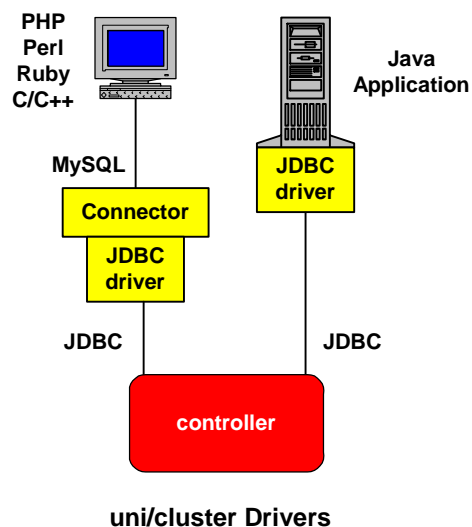 PHP
Perl
Ruby
C/C++
Java
Application
MySQL
Connector
JDBC
driver
JDBC
driver
JDBC
JDBC
controller
uni/cluster Drivers